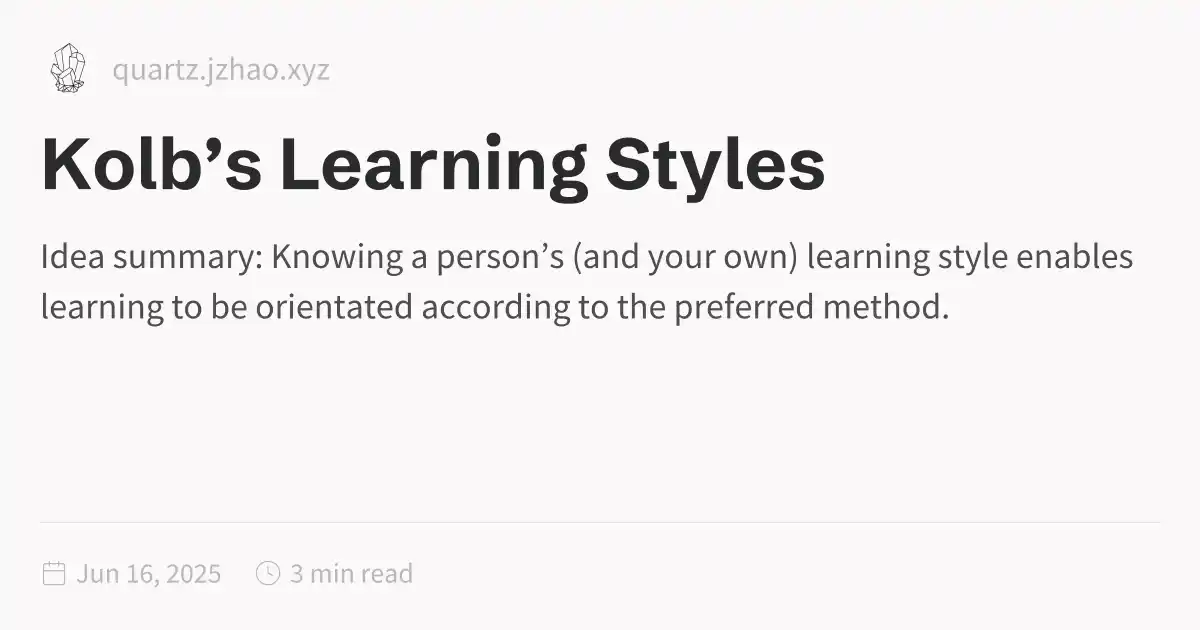 quartz.jzhao.xyz
Kolb’s Learning Styles
Idea summary: Knowing a person’s (and your own) learning style enables
learning to be orientated according to the preferred method.
Jun 16, 2025 3 min read